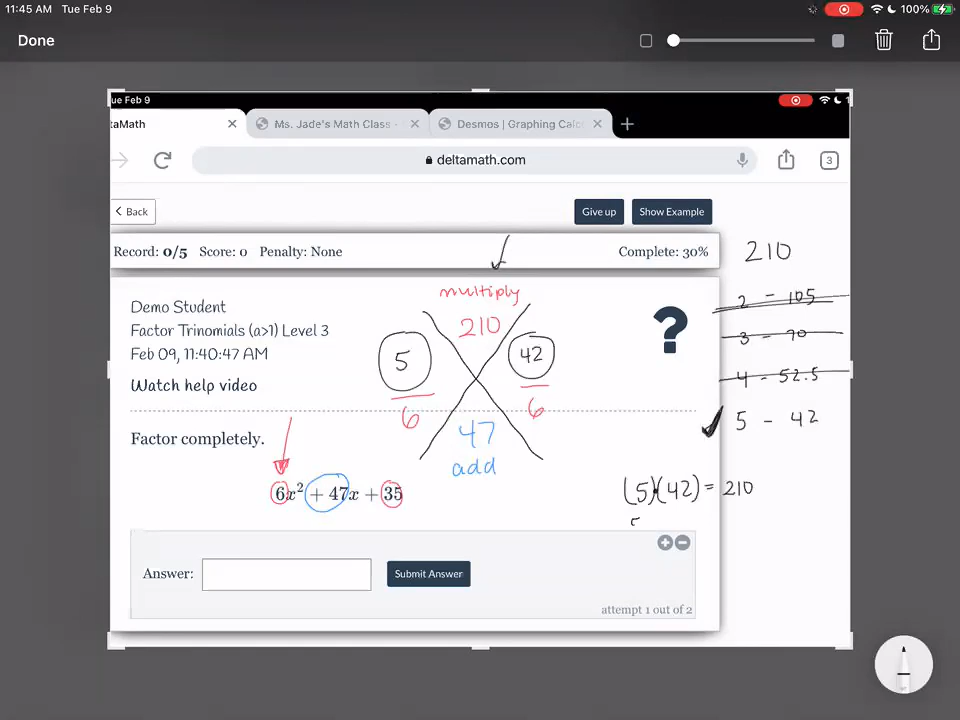 11:45 AM Tue Feb 9
100%
Done
ue Feb 9
taMath
Ms. Jade's Math Class -
Desmos | Graphing Calc
deltamath.com
3
Back
Give up
Show Example
Record: 0/5 Score: 0 Penalty: None
Complete: 30%
210
multiply
Demo Student
210
2 - 105
Factor Trinomials (a>1) Level 3
?
3 - 70
Feb 09, 11:40:47 AM
5
42
Watch help video
4 - 52.5
6
6
5 - 42
Factor completely.
47
add
6x² + 47x + 35
(5)(42) = 210
5
Answer:
Submit Answer
attempt 1 out of 2